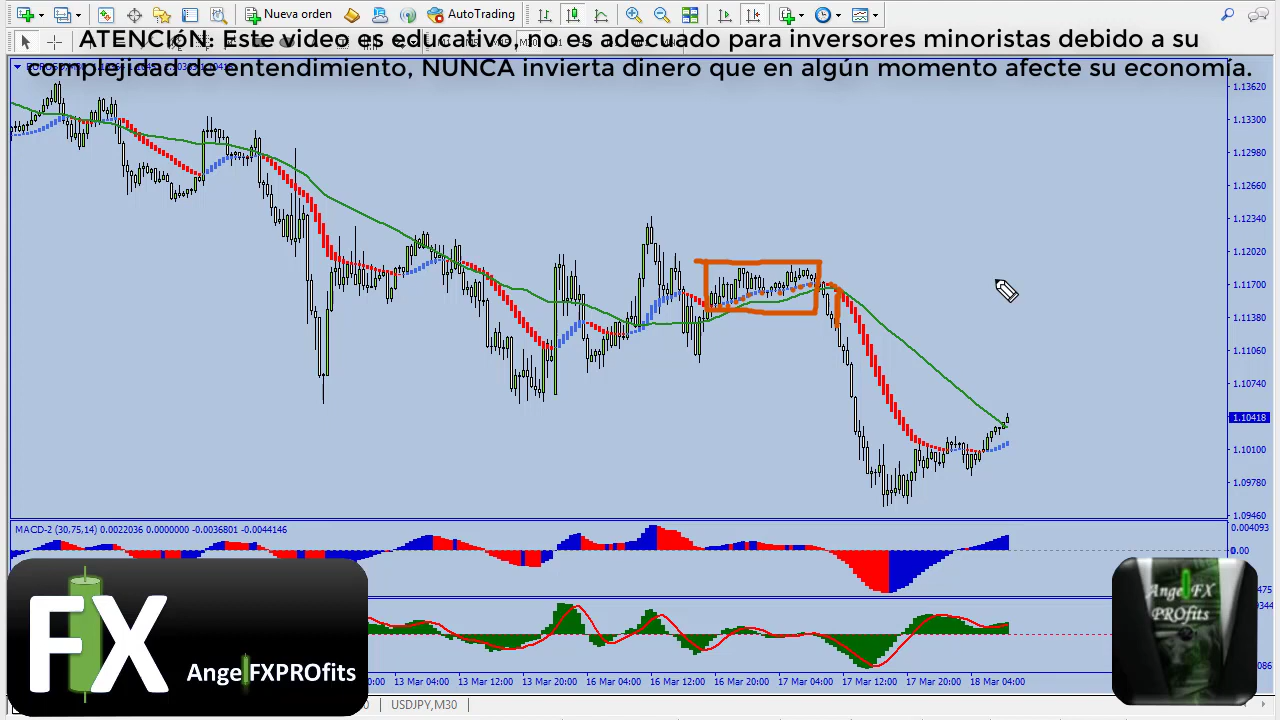 Nueva orden
AutoTrading
ATENCIÓN: Este video es educativo, no es adecuado para inversores minoristas debido a su
complejidad de entendimiento, NUNCA invierta dinero que en algún momento afecte su economía.
1.13620
1.13300
1.12980
1.12660
1.12340
1.12020
1.11700
1.11380
1.11060
1.10740
1.10418
1.10100
1.09780
1.09460
MACD-2 (30,75,14) 0.0022036 0.0000000 -0.0036801 -0.0044146
0.004093
0.00
FX
AngelFXPROfits
Angel FX
PROfits
13 Mar 04:00
13 Mar 12:00
13 Mar 20:00
16 Mar 04:00
16 Mar 12:00
16 Mar 20:00
17 Mar 04:00
17 Mar 12:00
17 Mar 20:00
18 Mar 04:00
USDJPY,M30